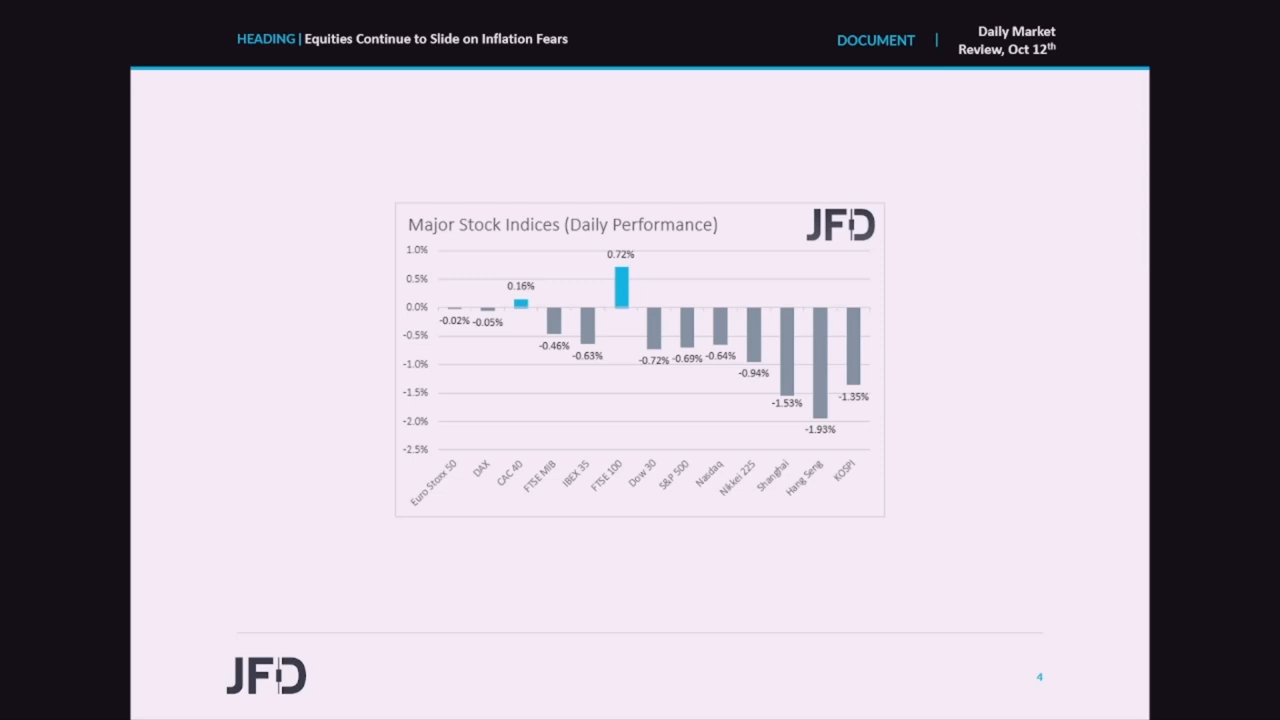 HEADING | Equities Continue to Slide on Inflation Fears
DOCUMENT |
Daily Market
Review, Oct 12th
Major Stock Indices (Daily Performance)
JFD
1.0%
0.5%
0.0%
-0.5%
-1.0%
-1.5%
-2.0%
-2.5%
-0.02%
-0.05%
0.16%
-0.46%
-0.63%
0.72%
-0.72%
-0.69%
-0.64%
-0.94%
-1.53%
-1.93%
-1.35%
Euro Stoxx 50
DAX
CAC 40
FTSE MIB
IBEX 35
FTSE 100
Dow 30
S&P 500
Nasdaq
Nikkei 225
Shanghai
Hang Seng
KOSPI
JFD
4